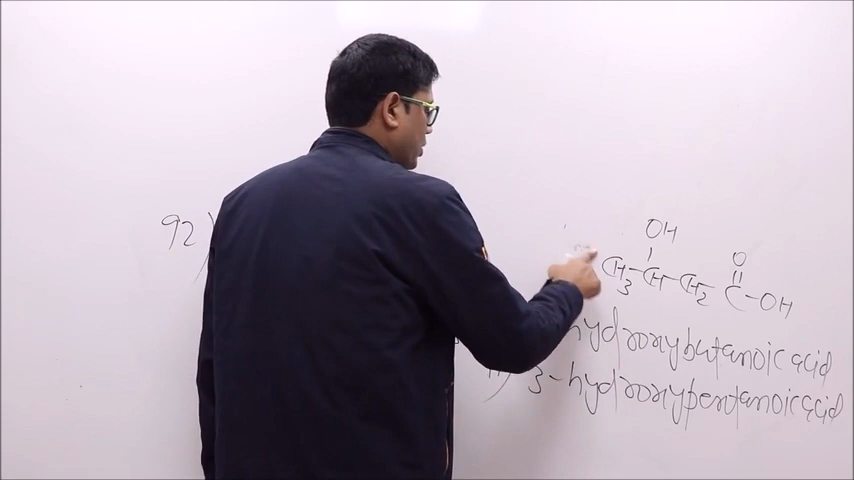 92)
OH
O
CH3-CH-CH2-C-OH
hydroxybutanoic acid
3-hydroxypentanoic acid